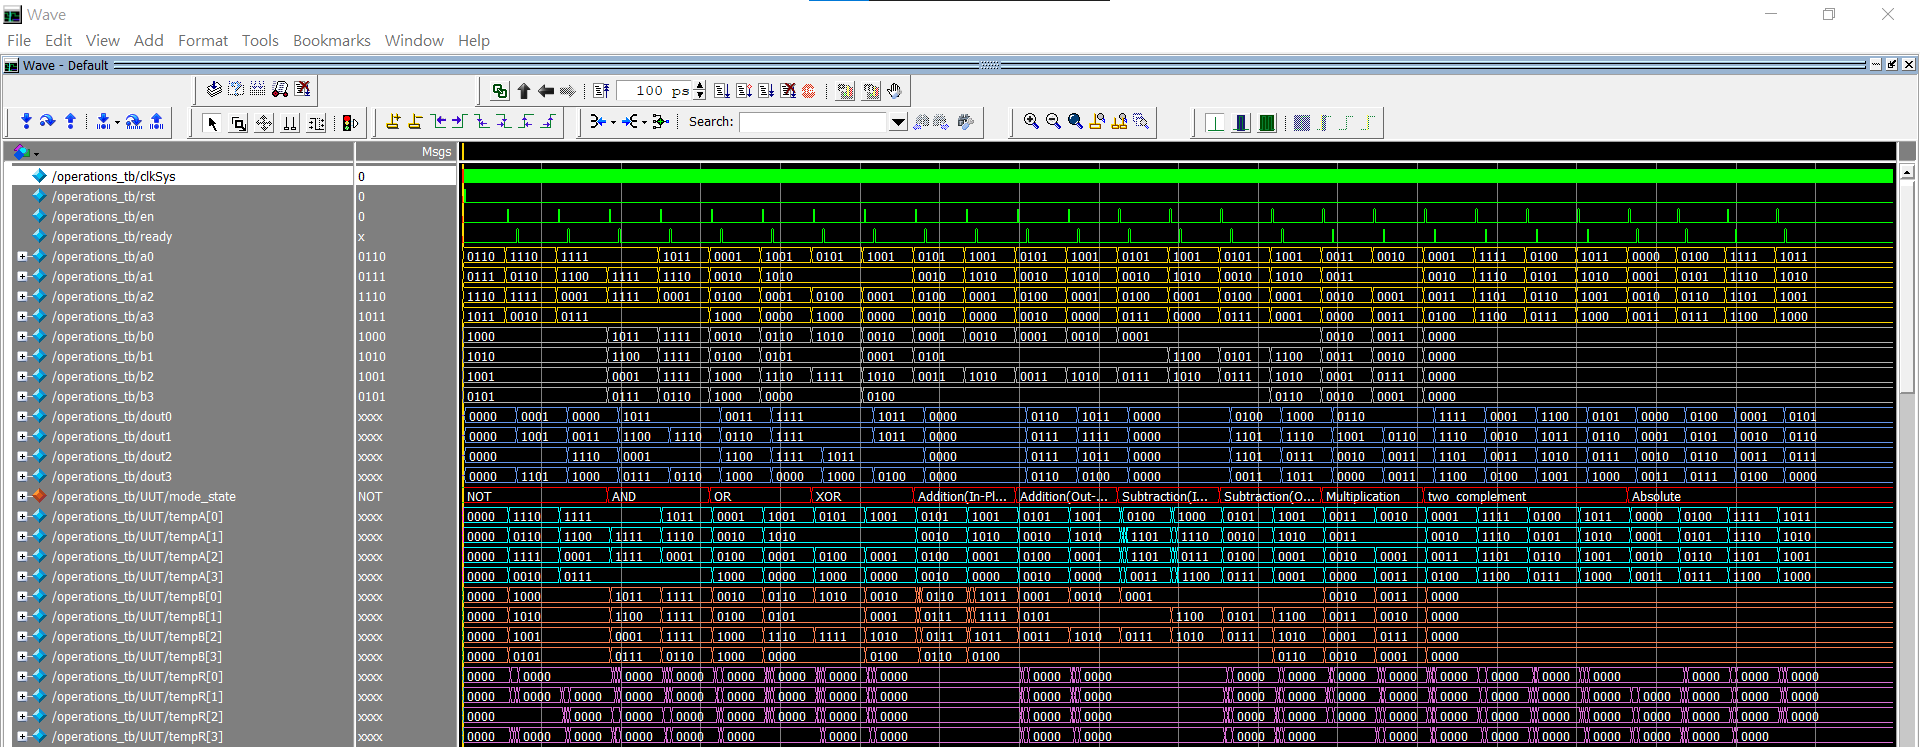 Wave
File Edit View Add Format Tools Bookmarks Window Help
Wave - Default
100 ps
Search:
Msgs
/operations_tb/clkSys 0
/operations_tb/rst 0
/operations_tb/en 0
/operations_tb/ready x
/operations_tb/a0 0110 0110 1110 1111 1011 0001 1001 0101 1001 0101 1001 0101 1001 0101 1001 0101 1001 0011 0010 0001 1111 0100 1011 0000 0100 1111 1011
/operations_tb/a1 0111 0111 0110 1100 1111 1110 0010 1010 0010 1010 0010 1010 0010 1010 0010 1010 0011 0010 1110 0101 1010 0001 0101 1110 1010
/operations_tb/a2 1110 1110 1111 0001 1111 0001 0100 0001 0100 0001 0100 0001 0100 0001 0100 0001 0100 0001 0010 0001 0011 1101 0110 1001 0010 0110 1101 1001
/operations_tb/a3 1011 1011 0010 0111 1000 0000 1000 0000 0010 0000 0010 0000 0111 0000 0111 0001 0000 0011 0100 1100 0111 1000 0011 0111 1100 1000
/operations_tb/b0 1000 1000 1011 1111 0010 0110 1010 0010 0001 0010 0001 0010 0001 0010 0011 0000
/operations_tb/b1 1010 1010 1100 1111 0100 0101 0001 0101 1100 0101 1100 0011 0010 0000
/operations_tb/b2 1001 1001 0001 1111 1000 1110 1111 1010 0011 1010 0011 1010 0111 1010 0111 1010 0001 0111 0000
/operations_tb/b3 0101 0101 0111 0110 1000 0000 0100 0110 0010 0001 0000
/operations_tb/dout0 xxxx 0000 0001 0000 1011 0011 1111 1011 0000 0110 1011 0000 0100 1000 0110 1111 0001 1100 0101 0000 0100 0001 0101
/operations_tb/dout1 xxxx 0000 1001 0011 1100 1110 0110 1111 1011 0000 0111 1111 0000 1101 1110 1001 0110 1110 0010 1011 0110 0001 0101 0010 0110
/operations_tb/dout2 xxxx 0000 1110 0001 1100 1111 1011 0000 0111 1011 0000 0011 0111 0010 0011 1101 0011 1010 0111 0010 0110 0011 0111
/operations_tb/dout3 xxxx 0000 1101 1000 0111 0110 1000 0000 1000 0100 0000 0110 0100 0000 0011 1011 0000 0010 1100 0100 1001 1000 0011 0111 0100 0000
/operations_tb/UUT/mode_state NOT NOT AND OR XOR Addition(In-Pl... Addition(Out-... Subtraction(I... Subtraction(O... Multiplication two complement Absolute
/operations_tb/UUT/tempA[0] xxxx 0000 1110 1111 1011 0001 1001 0101 1001 0101 1001 0101 1001 0100 1000 0101 1001 0011 0010 0001 1111 0100 1011 0000 0100 1111 1011
/operations_tb/UUT/tempA[1] xxxx 0000 0110 1100 1111 1110 0010 1010 0010 1010 0010 1010 1101 1110 0010 1010 0011 0010 1110 0101 1010 0001 0101 1110 1010
/operations_tb/UUT/tempA[2] xxxx 0000 1111 0001 1111 0001 0100 0001 0100 0001 0100 0001 0100 0001 1101 0111 0100 0001 0010 0001 0011 1101 0110 1001 0010 0110 1101 1001
/operations_tb/UUT/tempA[3] xxxx 0000 0010 0111 1000 0000 1000 0000 0010 0000 0010 0000 0011 1100 0111 0001 0000 0011 0100 1100 0111 1000 0011 0111 1100 1000
/operations_tb/UUT/tempB[0] xxxx 0000 1000 1011 1111 0010 0110 1010 0010 0110 1011 0001 0010 0001 0010 0011 0000
/operations_tb/UUT/tempB[1] xxxx 0000 1010 1100 1111 0100 0101 0001 0111 1111 0101 1100 0101 1100 0011 0010 0000
/operations_tb/UUT/tempB[2] xxxx 0000 1001 0001 1111 1000 1110 1111 1010 0111 1011 0011 1010 0111 1010 0111 1010 0001 0111 0000
/operations_tb/UUT/tempB[3] xxxx 0000 0101 0111 0110 1000 0000 0100 0110 0100 0110 0010 0001 0000
/operations_tb/UUT/tempR[0] xxxx 0000 0000 0000 0000 0000 0000 0000 0000 0000 0000 0000 0000 0000 0000 0000 0000 0000 0000 0000 0000 0000
/operations_tb/UUT/tempR[1] xxxx 0000 0000 0000 0000 0000 0000 0000 0000 0000 0000 0000 0000 0000 0000 0000 0000 0000 0000 0000 0000 0000
/operations_tb/UUT/tempR[2] xxxx 0000 0000 0000 0000 0000 0000 0000 0000 0000 0000 0000 0000 0000 0000 0000 0000 0000 0000 0000 0000 0000
/operations_tb/UUT/tempR[3] xxxx 0000 0000 0000 0000 0000 0000 0000 0000 0000 0000 0000 0000 0000 0000 0000 0000 0000 0000 0000 0000 0000